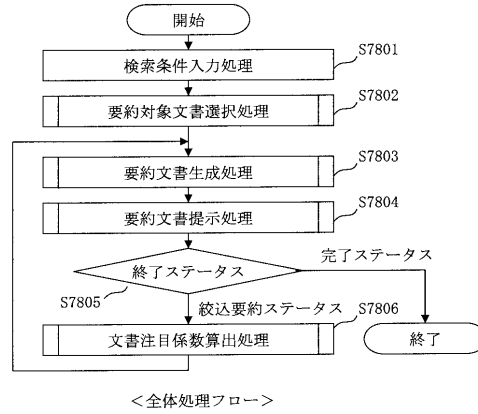 開始
検索条件入力処理
S7801
要約対象文書選択処理
S7802
要約文書生成処理
S7803
要約文書提示処理
S7804
終了ステータス
S7805
完了ステータス
絞込要約ステータス
S7806
文書注目係数算出処理
終了
<全体処理フロー>